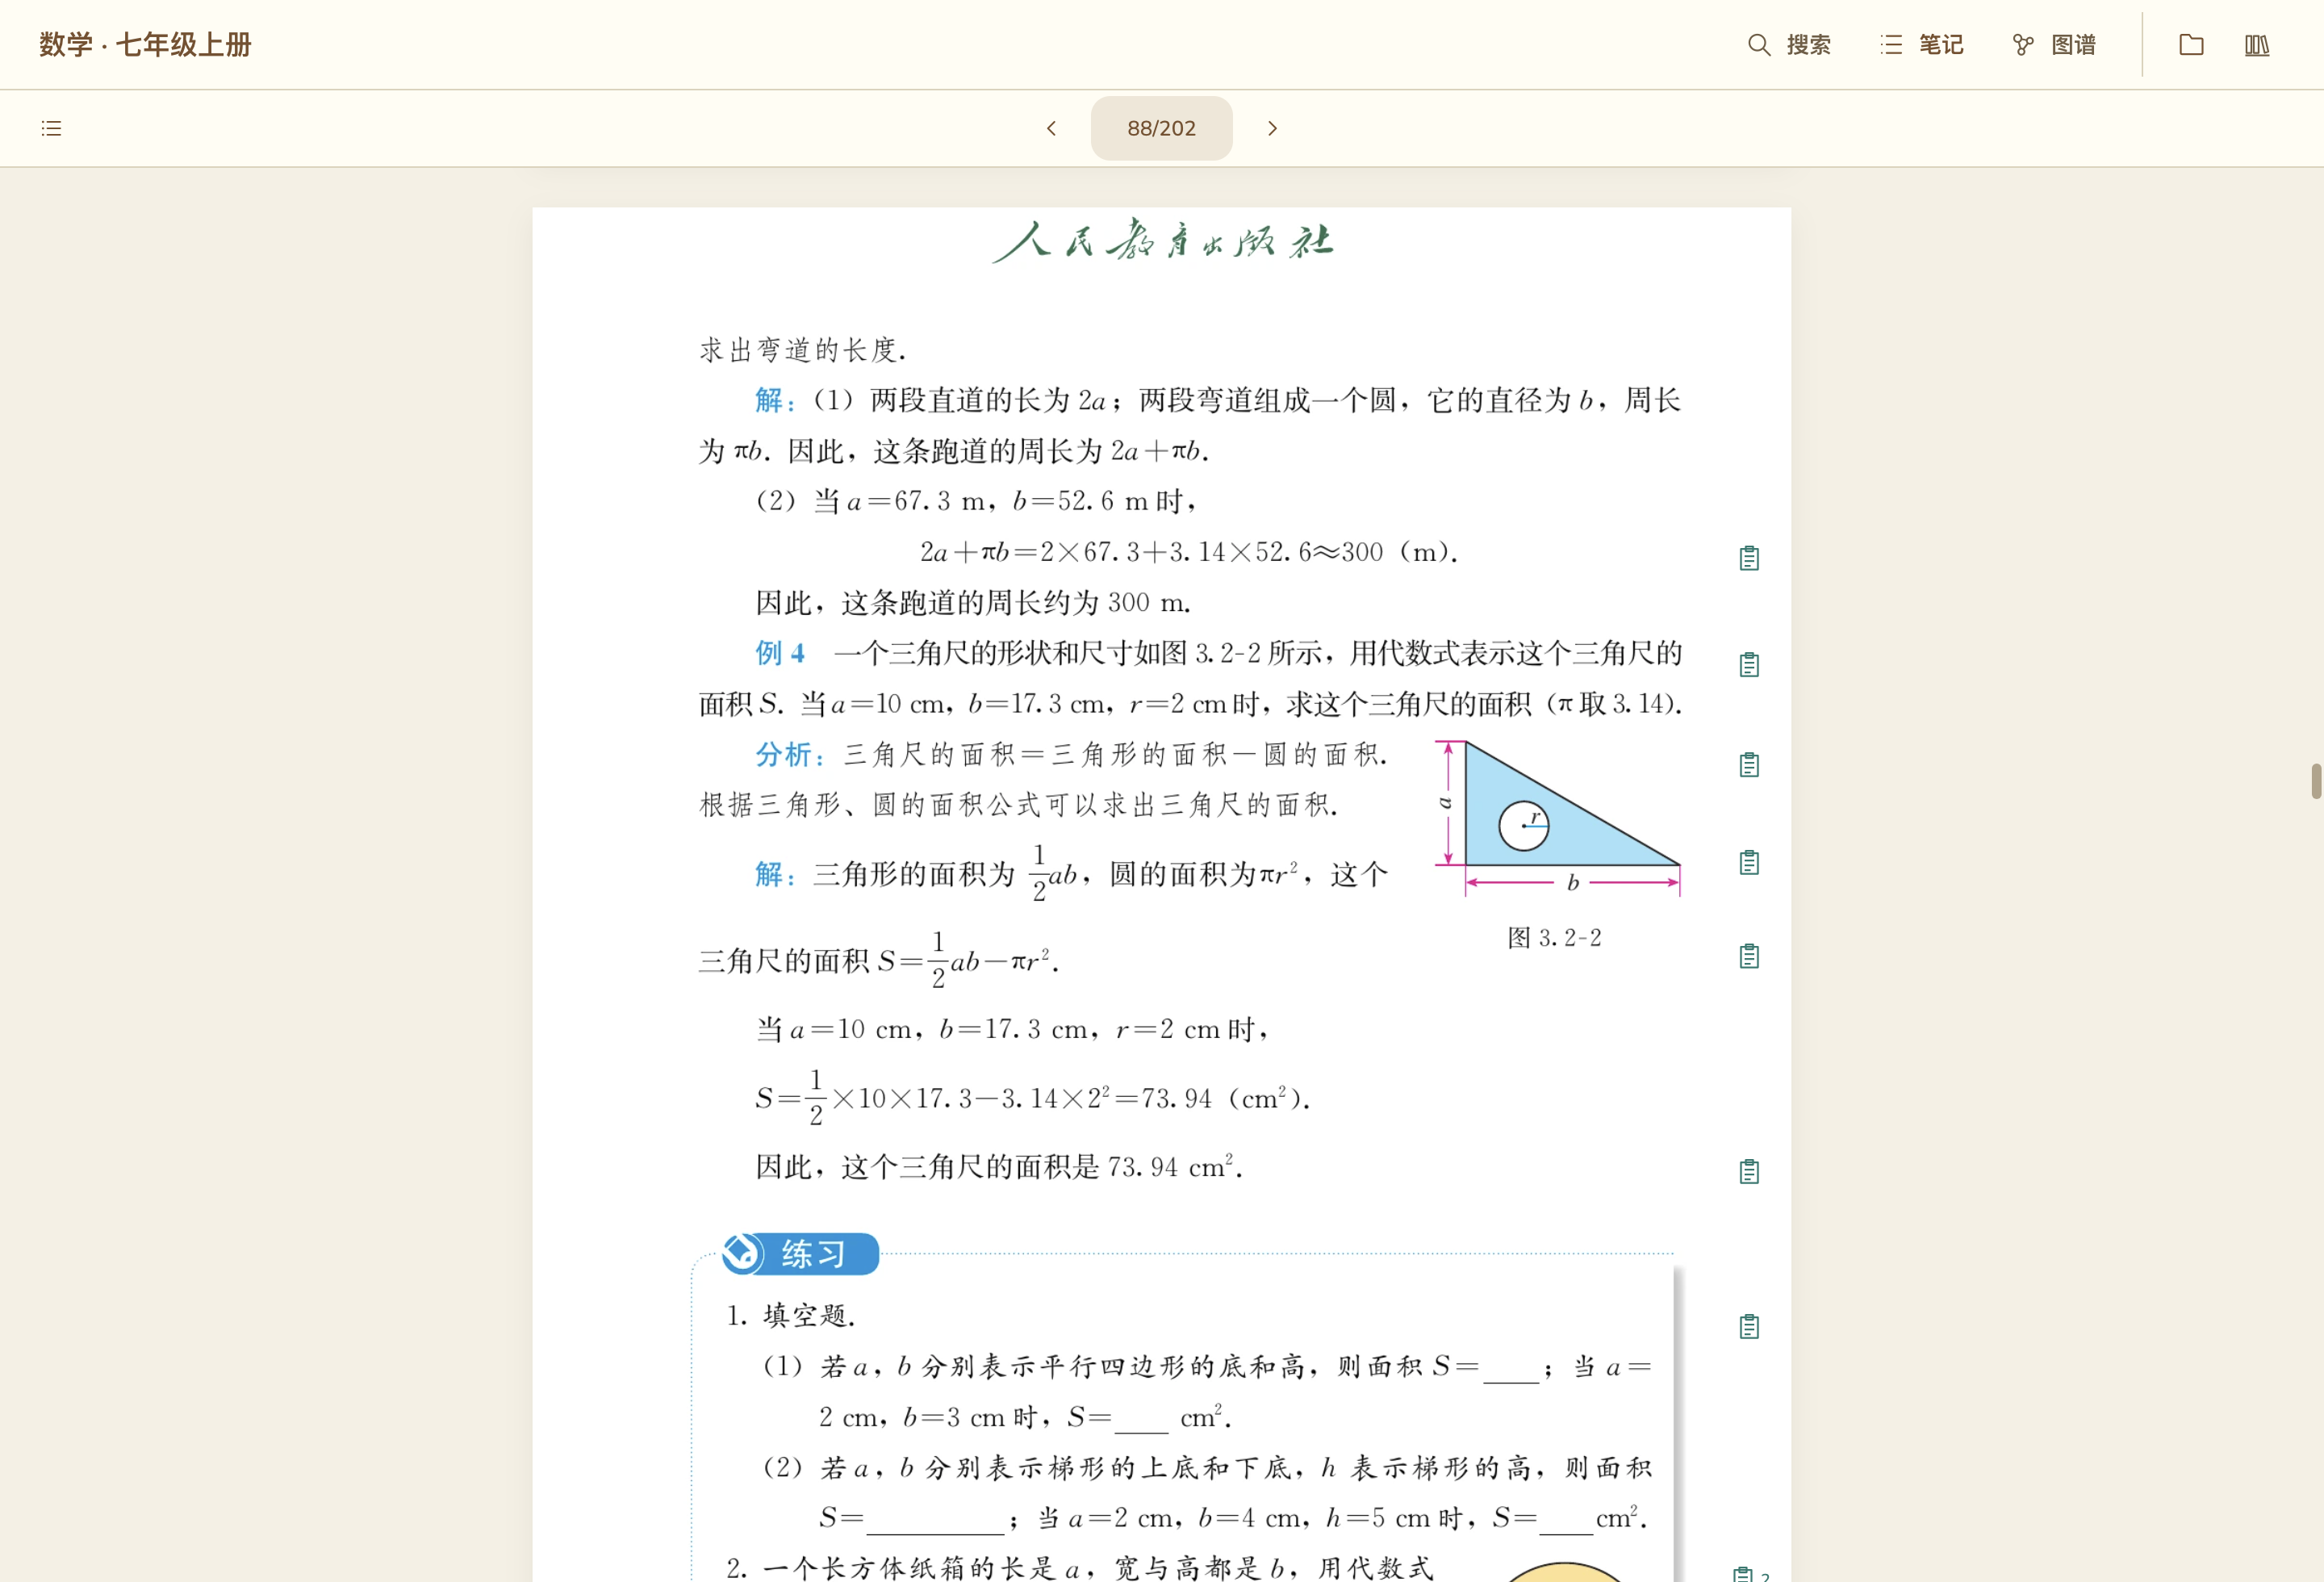 数学 · 七年级上册
搜索
笔记
图谱
88/202
人民教育出版社
求出弯道的长度.
解：（1）两段直道的长为 2a；两段弯道组成一个圆，它的直径为 b，周长
为 πb. 因此，这条跑道的周长为 2a＋πb.
（2）当 a＝67.3 m，b＝52.6 m 时，
2a＋πb＝2×67.3＋3.14×52.6≈300（m）.
因此，这条跑道的周长约为 300 m.
例 4 一个三角尺的形状和尺寸如图 3.2-2 所示，用代数式表示这个三角尺的
面积 S. 当 a＝10 cm，b＝17.3 cm，r＝2 cm 时，求这个三角尺的面积（π 取 3.14）.
分析：三角尺的面积＝三角形的面积－圆的面积.
根据三角形、圆的面积公式可以求出三角尺的面积.
解：三角形的面积为 1/2 ab，圆的面积为 πr²，这个
三角尺的面积 S＝1/2 ab－πr².
a
r
b
图 3.2-2
当 a＝10 cm，b＝17.3 cm，r＝2 cm 时，
S＝1/2×10×17.3－3.14×2²＝73.94（cm²）.
因此，这个三角尺的面积是 73.94 cm².
练习
1. 填空题.
（1）若 a，b 分别表示平行四边形的底和高，则面积 S＝____；当 a＝
2 cm，b＝3 cm 时，S＝____ cm².
（2）若 a，b 分别表示梯形的上底和下底，h 表示梯形的高，则面积
S＝__________；当 a＝2 cm，b＝4 cm，h＝5 cm 时，S＝____cm².
2. 一个长方体纸箱的长是 a，宽与高都是 b，用代数式
2